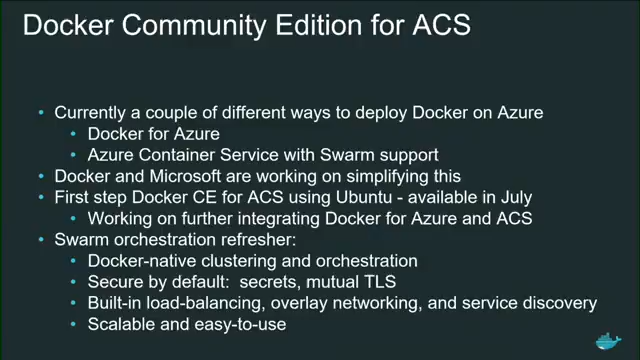 Docker Community Edition for ACS
• Currently a couple of different ways to deploy Docker on Azure
• Docker for Azure
• Azure Container Service with Swarm support
• Docker and Microsoft are working on simplifying this
• First step Docker CE for ACS using Ubuntu - available in July
• Working on further integrating Docker for Azure and ACS
• Swarm orchestration refresher:
• Docker-native clustering and orchestration
• Secure by default:  secrets, mutual TLS
• Built-in load-balancing, overlay networking, and service discovery
• Scalable and easy-to-use